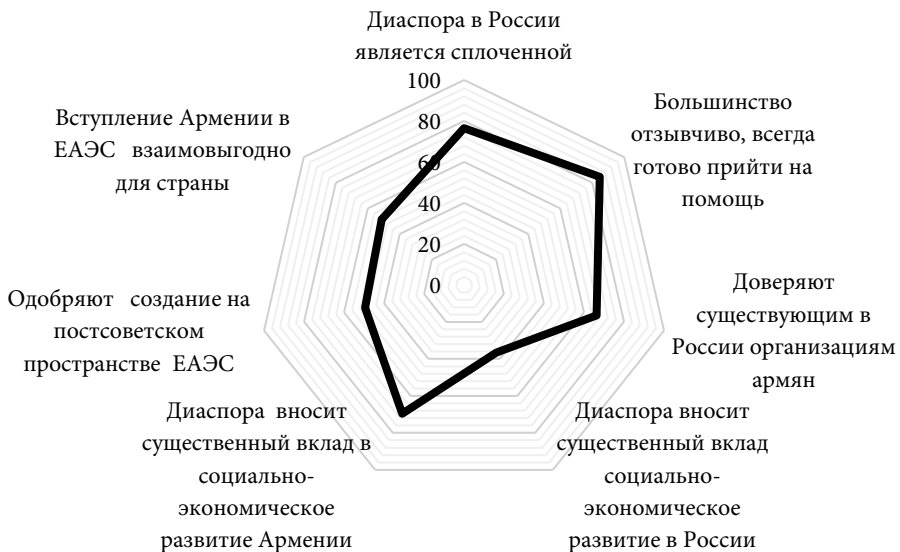 Диаспора в России
является сплоченной
100
80
60
40
20
0
Большинство
отзывчиво, всегда
готово прийти на
помощь
Доверяют
существующим в
России организациям
армян
Диаспора вносит
существенный вклад
социально-
экономическое
развитие в России
Диаспора вносит
существенный вклад в
социально-
экономическое
развитие Армении
Одобряют создание на
постсоветском
пространстве ЕАЭС
Вступление Армении в
ЕАЭС взаимовыгодно
для страны